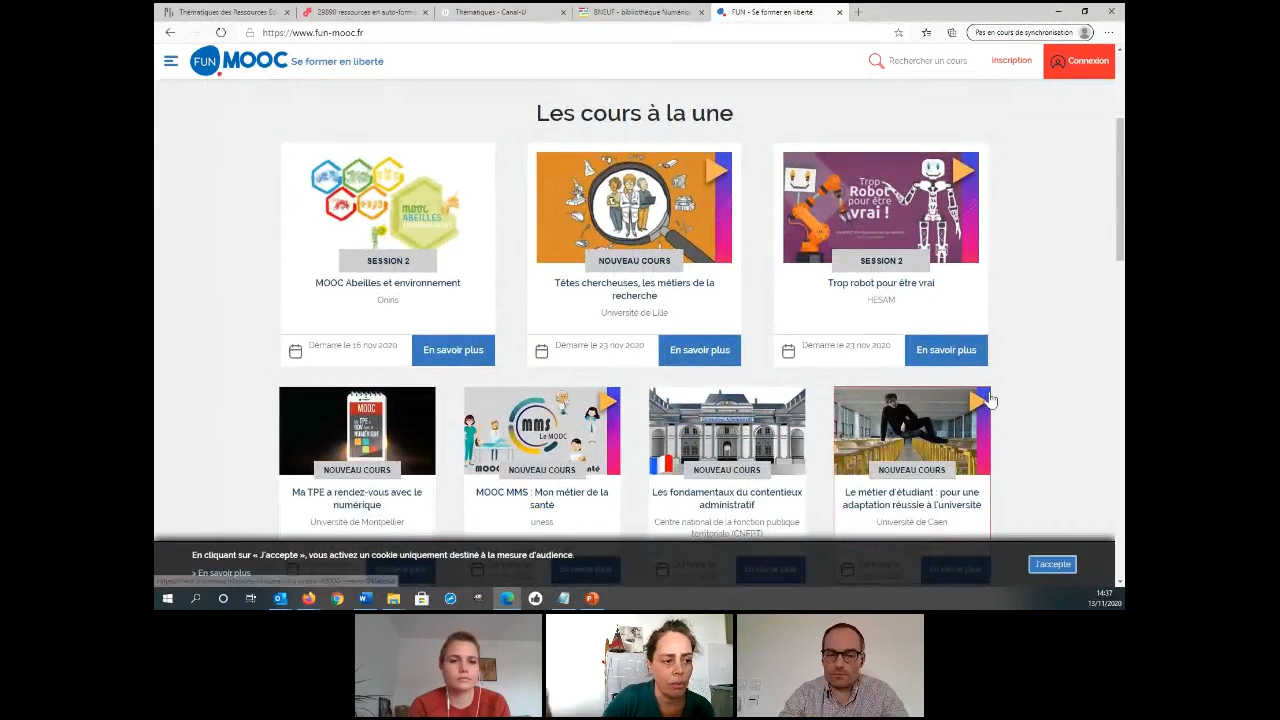 Thématiques des Ressources Éd
29890 ressources en auto-form
Thématiques - Canal-U
BNEUF - bibliothèque Numéric
FUN - Se former en liberté
https://www.fun-mooc.fr
Pas en cours de synchronisation
FUN MOOC Se former en liberté
Rechercher un cours
Inscription
Connexion
Les cours à la une
MOOC
ABEILLES
Trop
Robot
pour être
vrai !
SESSION 2
NOUVEAU COURS
SESSION 2
MOOC Abeilles et environnement
Oniris
Têtes chercheuses, les métiers de la
recherche
Université de Lille
Trop robot pour être vrai
HESAM
Démarre le 16 nov 2020
En savoir plus
Démarre le 23 nov 2020
En savoir plus
Démarre le 23 nov 2020
En savoir plus
MOOC
mms
Le MOOC
NOUVEAU COURS
NOUVEAU COURS
NOUVEAU COURS
NOUVEAU COURS
Ma TPE a rendez-vous avec le
numérique
Université de Montpellier
MOOC MMS : Mon métier de la
santé
uness
Les fondamentaux du contentieux
administratif
Centre national de la fonction publique
territoriale (CNFPT)
Le métier d'étudiant : pour une
adaptation réussie à l'université
Université de Caen
En cliquant sur « J'accepte », vous activez un cookie uniquement destiné à la mesure d'audience.
> En savoir plus
J'accepte
14:37
13/11/2020